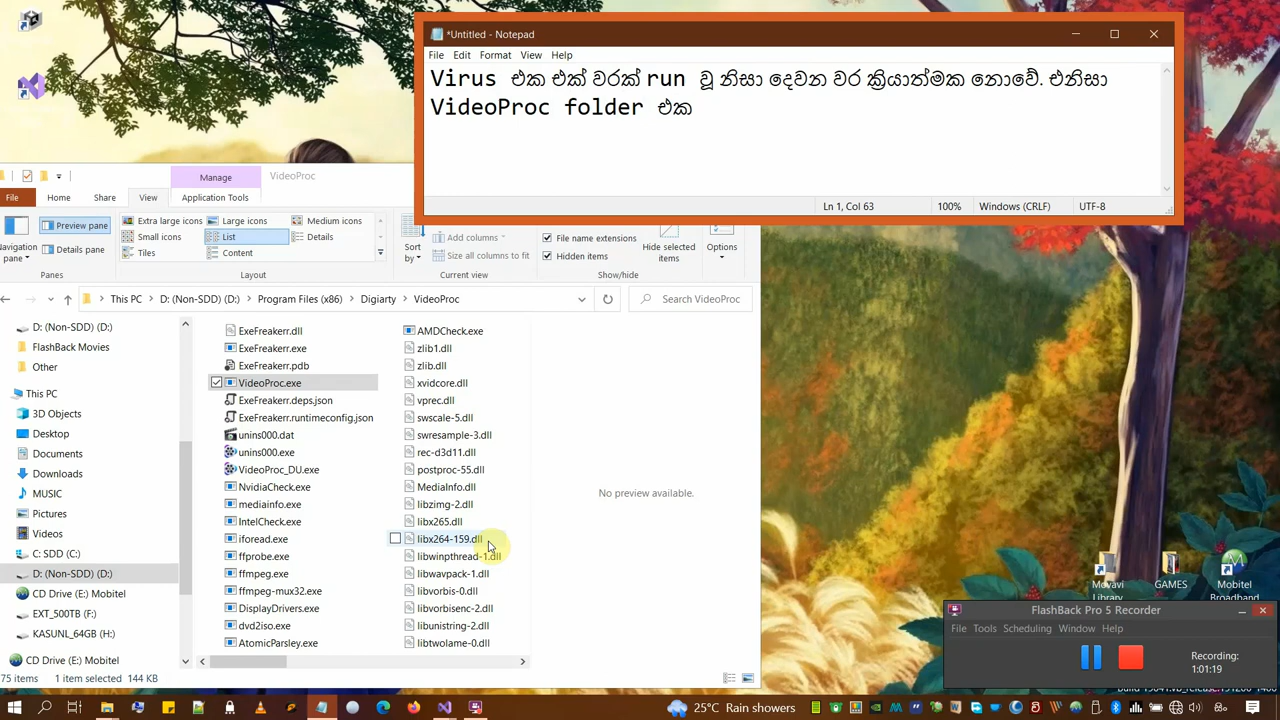 *Untitled - Notepad
File Edit Format View Help
Virus එක එක් වරක් run වූ නිසා දෙවන වර ක්‍රියාත්මක නොවේ. එනිසා
VideoProc folder එක
Ln 1, Col 63 100% Windows (CRLF) UTF-8
Manage VideoProc
File Home Share View Application Tools
Navigation pane
Preview pane
Details pane
Panes
Extra large icons Large icons Medium icons
Small icons List Details
Tiles Content
Layout
Sort by
Add columns
Size all columns to fit
Current view
File name extensions
Hidden items
Hide selected items
Show/hide
Options
This PC D: (Non-SDD) (D:) Program Files (x86) Digiarty VideoProc
Search VideoProc
D: (Non-SDD) (D:)
FlashBack Movies
Other
This PC
3D Objects
Desktop
Documents
Downloads
MUSIC
Pictures
Videos
C: SDD (C:)
D: (Non-SDD) (D:)
CD Drive (E:) Mobitel
EXT_500TB (F:)
KASUNL_64GB (H:)
CD Drive (E:) Mobitel
ExeFreakerr.dll
ExeFreakerr.exe
ExeFreakerr.pdb
VideoProc.exe
ExeFreakerr.deps.json
ExeFreakerr.runtimeconfig.json
unins000.dat
unins000.exe
VideoProc_DU.exe
NvidiaCheck.exe
mediainfo.exe
IntelCheck.exe
iforead.exe
ffprobe.exe
ffmpeg.exe
ffmpeg-mux32.exe
DisplayDrivers.exe
dvd2iso.exe
AtomicParsley.exe
AMDCheck.exe
zlib1.dll
zlib.dll
xvidcore.dll
vprec.dll
swscale-5.dll
swresample-3.dll
rec-d3d11.dll
postproc-55.dll
MediaInfo.dll
libzimg-2.dll
libx265.dll
libx264-159.dll
libwinpthread-1.dll
libwavpack-1.dll
libvorbis-0.dll
libvorbisenc-2.dll
libunistring-2.dll
libtwolame-0.dll
No preview available.
75 items 1 item selected 144 KB
Movavi Library
GAMES
Mobitel Broadband
FlashBack Pro 5 Recorder
File Tools Scheduling Window Help
Recording:
1:01:19
25°C Rain showers
ENG